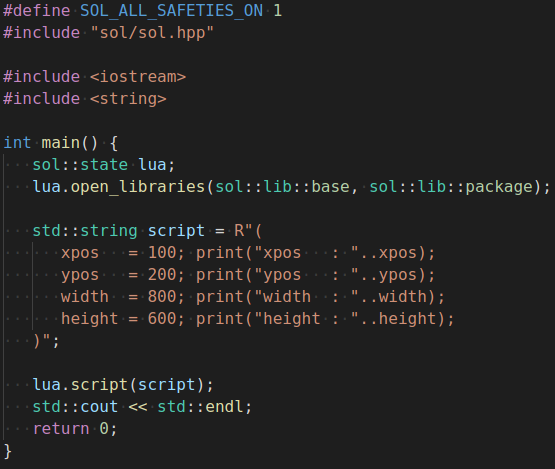 #define SOL_ALL_SAFETIES_ON 1
#include "sol/sol.hpp"

#include <iostream>
#include <string>

int main() {
    sol::state lua;
    lua.open_libraries(sol::lib::base, sol::lib::package);

    std::string script = R"(
       xpos   = 100; print("xpos   : "..xpos);
       ypos   = 200; print("ypos   : "..ypos);
       width  = 800; print("width  : "..width);
       height = 600; print("height : "..height);
    )";

    lua.script(script);
    std::cout << std::endl;
    return 0;
}